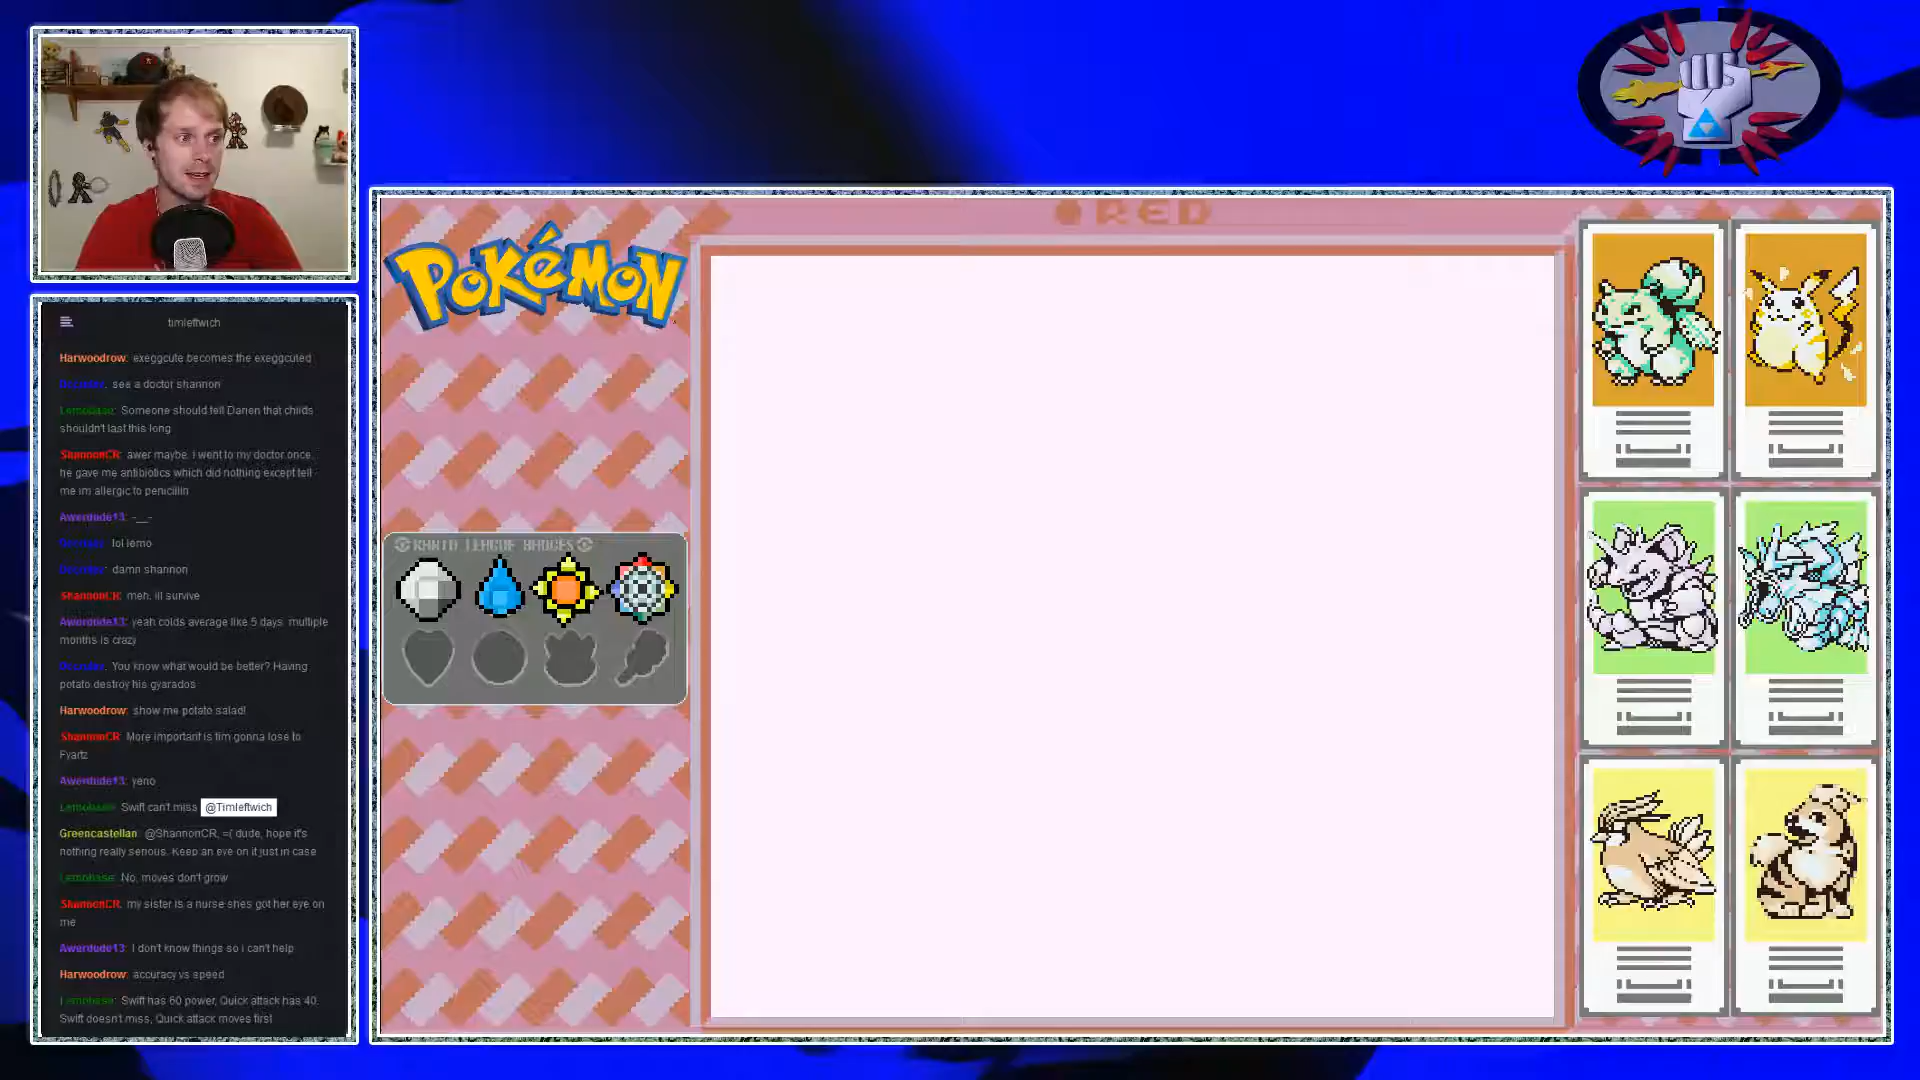 RED
POKéMON
KANTO LEAGUE BADGES
timleftwich
Harwoodrow: exeggcute becomes the exeggcuted
see a doctor shannon
Lemobase: Someone should tell Darien that childs
shouldn't last this long
ShannonCR: awer maybe. i went to my doctor once.
he gave me antibiotics which did nothing except tell
me im allergic to penicillin
Awerdude13: -__-
lol lemo
damn shannon
ShannonCR: meh. ill survive
Awerdude13: yeah colds average like 5 days. multiple
months is crazy
You know what would be better? Having
potato destroy his gyarados
Harwoodrow: show me potato salad!
ShannonCR: More important is tim gonna lose to
Fyartz
Awerdude13: yeno
Lemobase: Swift can't miss @Timleftwich
Greencastellan: @ShannonCR, =( dude, hope it's
nothing really serious. Keep an eye on it just in case
Lemobase: No, moves don't grow
ShannonCR: my sister is a nurse shes got her eye on
me
Awerdude13: I don't know things so i can't help
Harwoodrow: accuracy vs speed
Lemobase: Swift has 60 power, Quick attack has 40.
Swift doesn't miss, Quick attack moves first